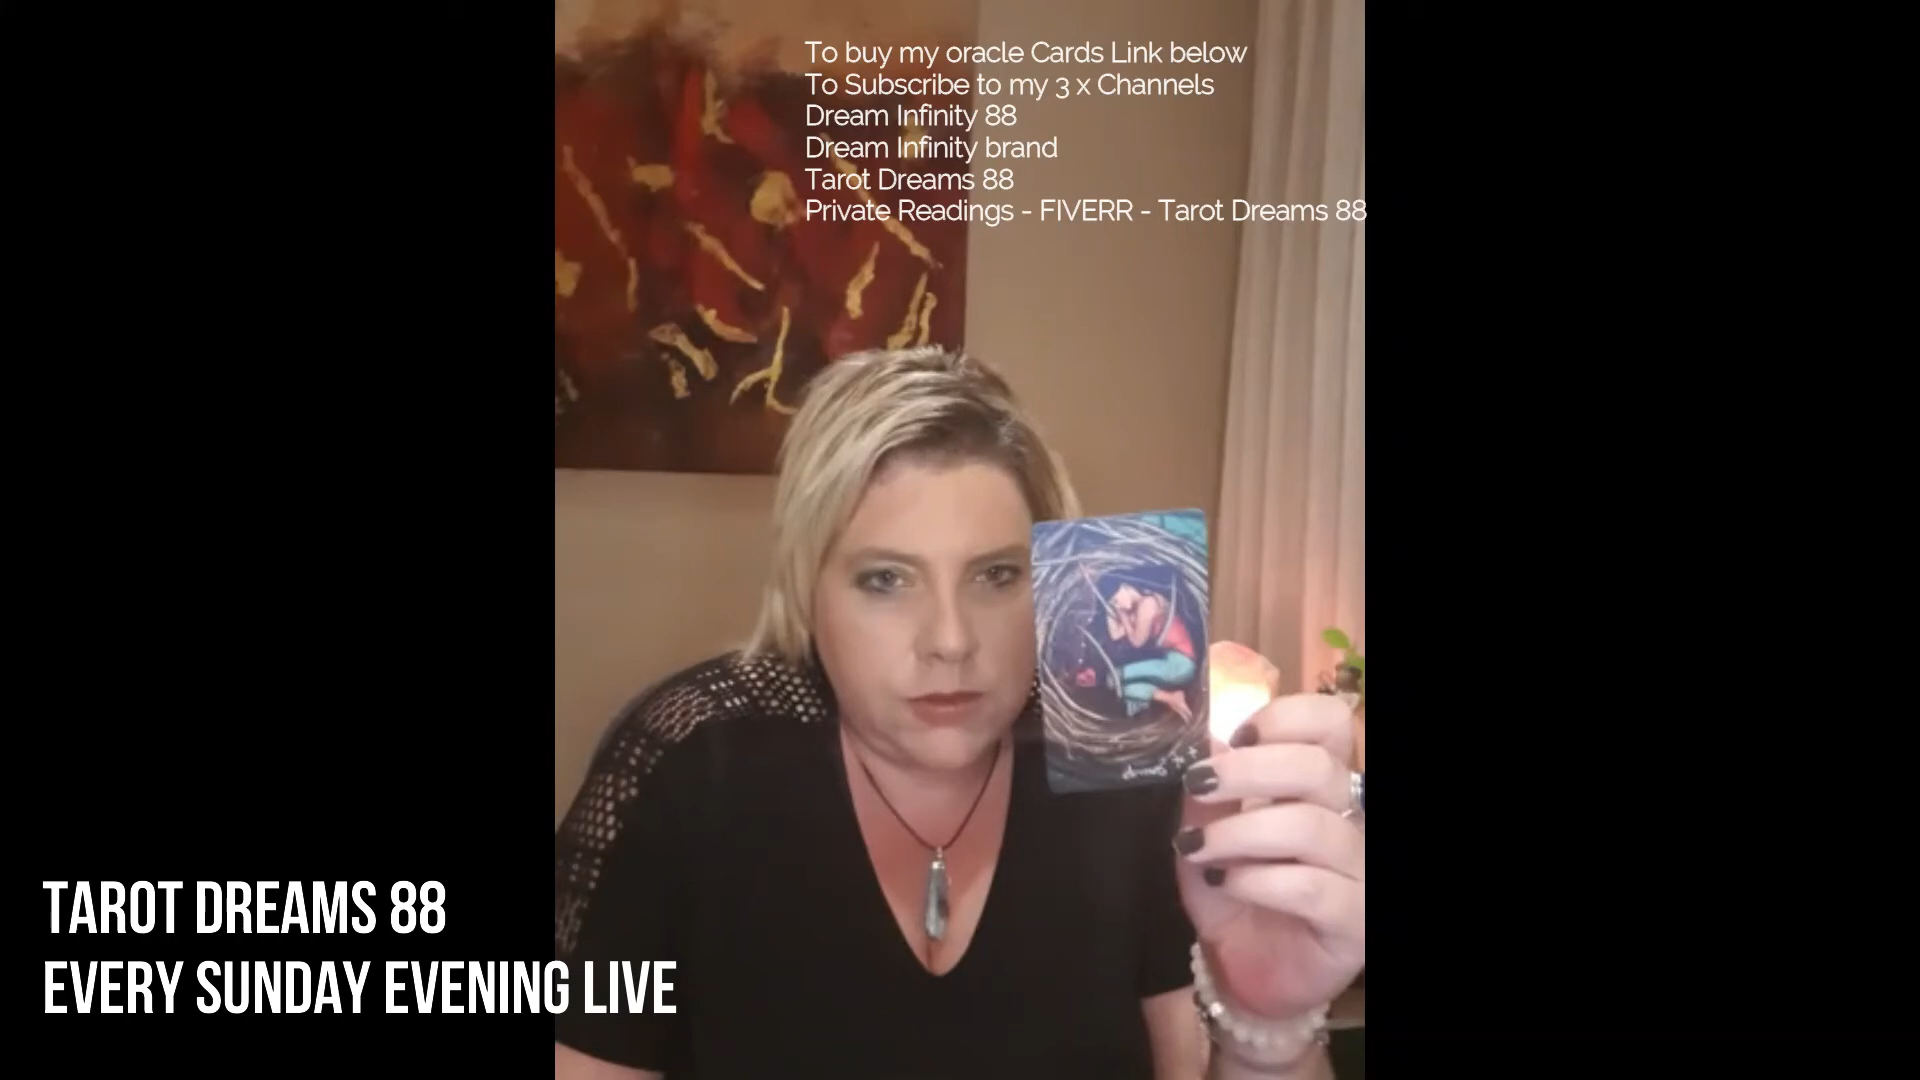 To buy my oracle Cards Link below
To Subscribe to my 3 x Channels
Dream Infinity 88
Dream Infinity brand
Tarot Dreams 88
Private Readings - FIVERR - Tarot Dreams 88
TAROT DREAMS 88
EVERY SUNDAY EVENING LIVE